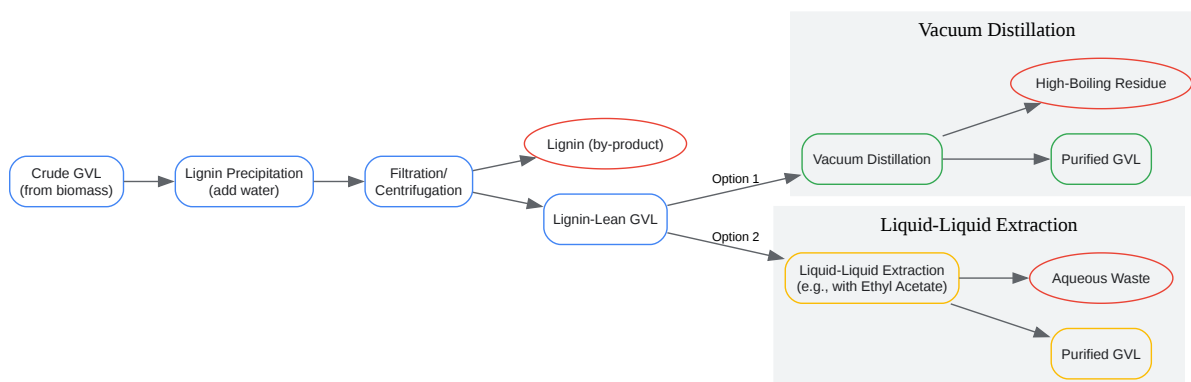 Crude GVL
(from biomass)
Lignin Precipitation
(add water)
Filtration/
Centrifugation
Lignin (by-product)
Lignin-Lean GVL
Option 1
Option 2
Vacuum Distillation
High-Boiling Residue
Vacuum Distillation
Purified GVL
Liquid-Liquid Extraction
Liquid-Liquid Extraction
(e.g., with Ethyl Acetate)
Aqueous Waste
Purified GVL